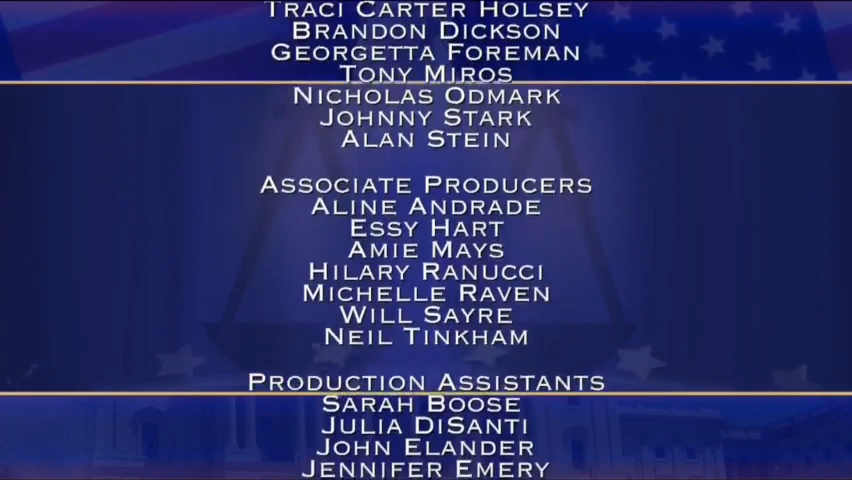 TRACI CARTER HOLSEY
BRANDON DICKSON
GEORGETTA FOREMAN
TONY MIROS
NICHOLAS ODMARK
JOHNNY STARK
ALAN STEIN
ASSOCIATE PRODUCERS
ALINE ANDRADE
ESSY HART
AMIE MAYS
HILARY RANUCCI
MICHELLE RAVEN
WILL SAYRE
NEIL TINKHAM
PRODUCTION ASSISTANTS
SARAH BOOSE
JULIA DISANTI
JOHN ELANDER
JENNIFER EMERY